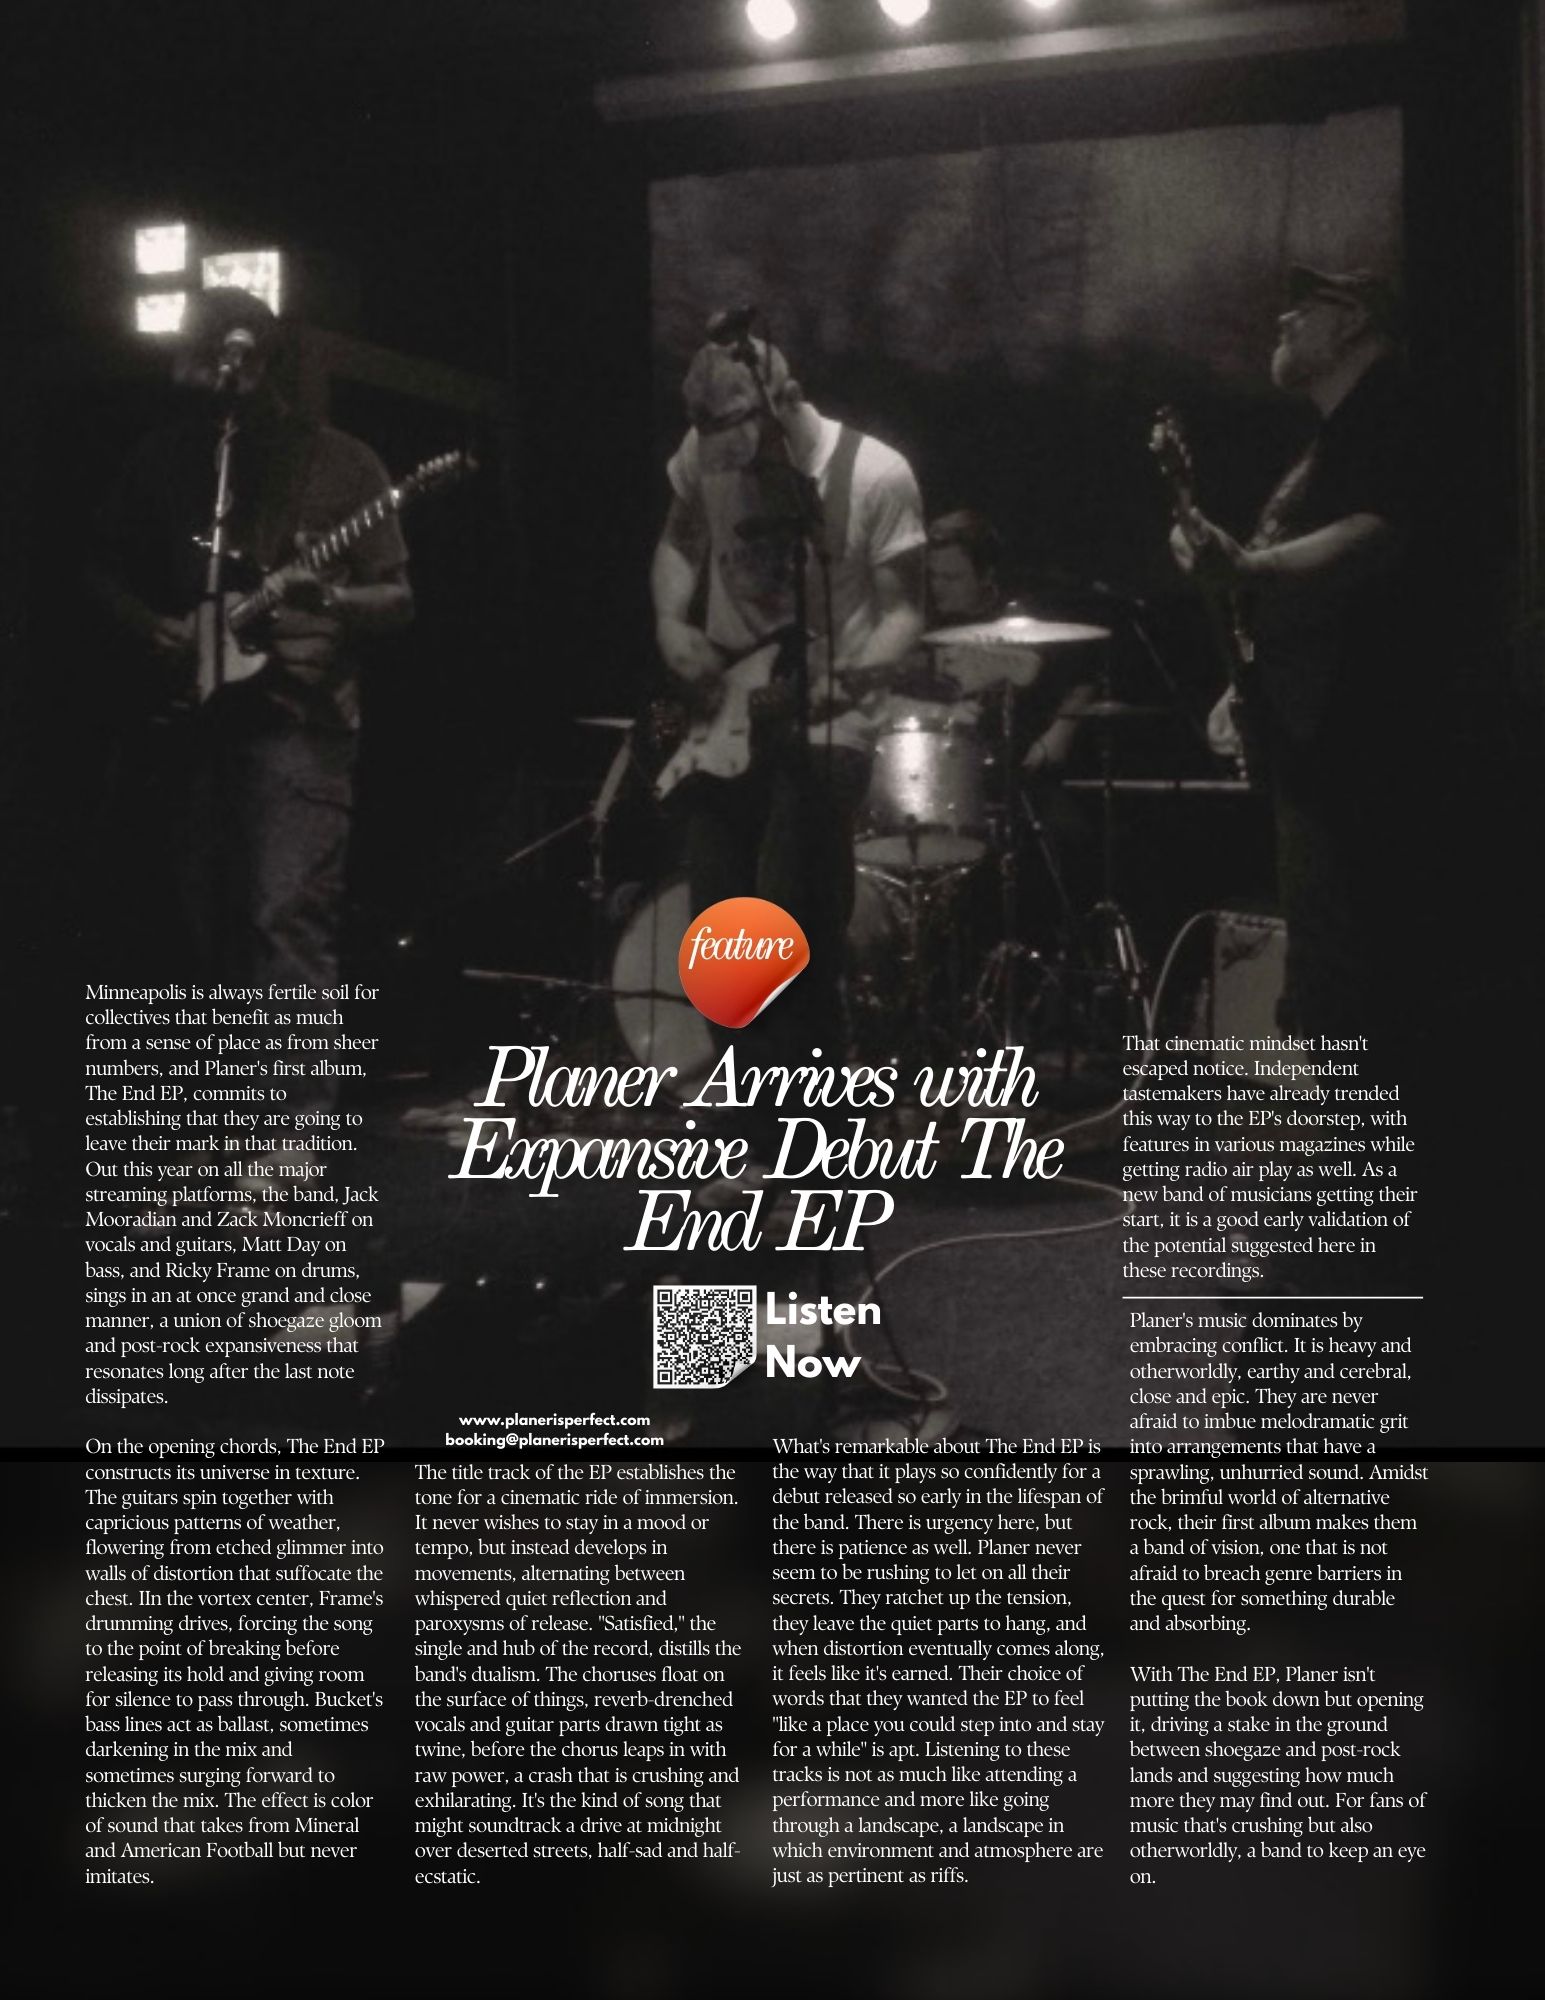 feature
Planer Arrives with
Expansive Debut The
End EP
Listen
Now
www.planerisperfect.com
booking@planerisperfect.com
Minneapolis is always fertile soil for
collectives that benefit as much
from a sense of place as from sheer
numbers, and Planer's first album,
The End EP, commits to
establishing that they are going to
leave their mark in that tradition.
Out this year on all the major
streaming platforms, the band, Jack
Mooradian and Zack Moncrieff on
vocals and guitars, Matt Day on
bass, and Ricky Frame on drums,
sings in an at once grand and close
manner, a union of shoegaze gloom
and post-rock expansiveness that
resonates long after the last note
dissipates.
On the opening chords, The End EP
constructs its universe in texture.
The guitars spin together with
capricious patterns of weather,
flowering from etched glimmer into
walls of distortion that suffocate the
chest. IIn the vortex center, Frame's
drumming drives, forcing the song
to the point of breaking before
releasing its hold and giving room
for silence to pass through. Bucket's
bass lines act as ballast, sometimes
darkening in the mix and
sometimes surging forward to
thicken the mix. The effect is color
of sound that takes from Mineral
and American Football but never
imitates.
The title track of the EP establishes the
tone for a cinematic ride of immersion.
It never wishes to stay in a mood or
tempo, but instead develops in
movements, alternating between
whispered quiet reflection and
paroxysms of release. "Satisfied," the
single and hub of the record, distills the
band's dualism. The choruses float on
the surface of things, reverb-drenched
vocals and guitar parts drawn tight as
twine, before the chorus leaps in with
raw power, a crash that is crushing and
exhilarating. It's the kind of song that
might soundtrack a drive at midnight
over deserted streets, half-sad and half-
ecstatic.
What's remarkable about The End EP is
the way that it plays so confidently for a
debut released so early in the lifespan of
the band. There is urgency here, but
there is patience as well. Planer never
seem to be rushing to let on all their
secrets. They ratchet up the tension,
they leave the quiet parts to hang, and
when distortion eventually comes along,
it feels like it's earned. Their choice of
words that they wanted the EP to feel
"like a place you could step into and stay
for a while" is apt. Listening to these
tracks is not as much like attending a
performance and more like going
through a landscape, a landscape in
which environment and atmosphere are
just as pertinent as riffs.
That cinematic mindset hasn't
escaped notice. Independent
tastemakers have already trended
this way to the EP's doorstep, with
features in various magazines while
getting radio air play as well. As a
new band of musicians getting their
start, it is a good early validation of
the potential suggested here in
these recordings.
Planer's music dominates by
embracing conflict. It is heavy and
otherworldly, earthy and cerebral,
close and epic. They are never
afraid to imbue melodramatic grit
into arrangements that have a
sprawling, unhurried sound. Amidst
the brimful world of alternative
rock, their first album makes them
a band of vision, one that is not
afraid to breach genre barriers in
the quest for something durable
and absorbing.
With The End EP, Planer isn't
putting the book down but opening
it, driving a stake in the ground
between shoegaze and post-rock
lands and suggesting how much
more they may find out. For fans of
music that's crushing but also
otherworldly, a band to keep an eye
on.